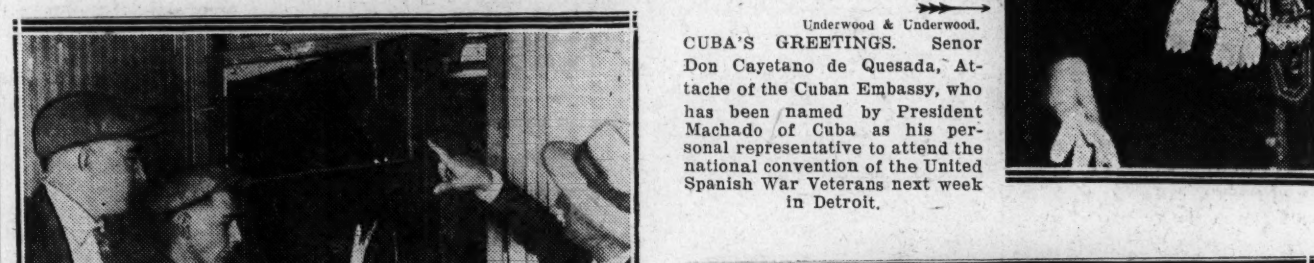 Underwood & Underwood.
CUBA'S GREETINGS. Senor
Don Cayetano de Quesada, At-
tache of the Cuban Embassy, who
has been named by President
Machado of Cuba as his per-
sonal representative to attend the
national convention of the United
Spanish War Veterans next week
in Detroit.